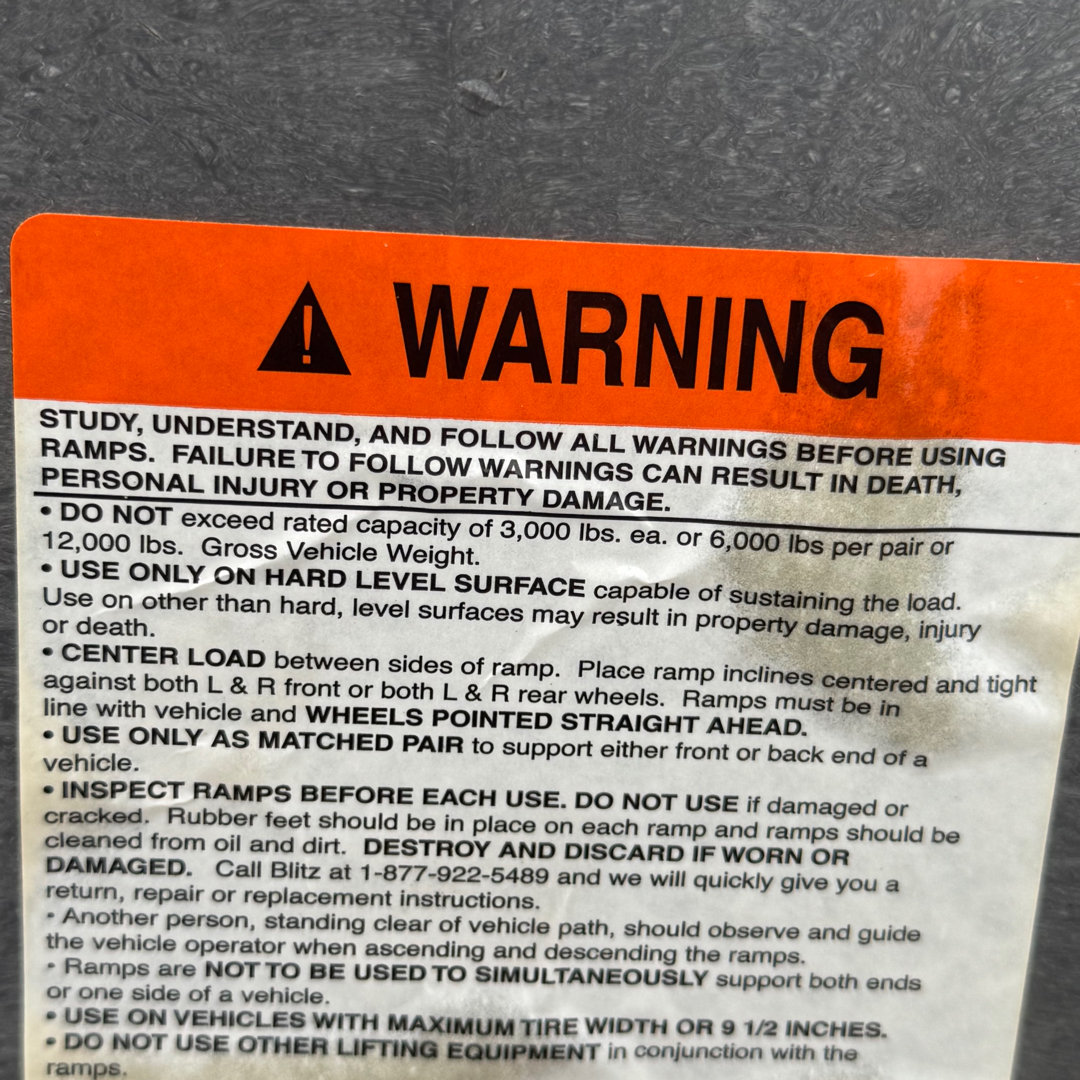 WARNING
STUDY, UNDERSTAND, AND FOLLOW ALL WARNINGS BEFORE USING
RAMPS. FAILURE TO FOLLOW WARNINGS CAN RESULT IN DEATH,
PERSONAL INJURY OR PROPERTY DAMAGE.
• DO NOT exceed rated capacity of 3,000 lbs. ea. or 6,000 lbs per pair or
12,000 lbs. Gross Vehicle Weight.
• USE ONLY ON HARD LEVEL SURFACE capable of sustaining the load.
Use on other than hard, level surfaces may result in property damage, injury
or death.
• CENTER LOAD between sides of ramp. Place ramp inclines centered and tight
against both L & R front or both L & R rear wheels. Ramps must be in
line with vehicle and WHEELS POINTED STRAIGHT AHEAD.
• USE ONLY AS MATCHED PAIR to support either front or back end of a
vehicle.
• INSPECT RAMPS BEFORE EACH USE. DO NOT USE if damaged or
cracked. Rubber feet should be in place on each ramp and ramps should be
cleaned from oil and dirt. DESTROY AND DISCARD IF WORN OR
DAMAGED. Call Blitz at 1-877-922-5489 and we will quickly give you a
return, repair or replacement instructions.
• Another person, standing clear of vehicle path, should observe and guide
the vehicle operator when ascending and descending the ramps.
• Ramps are NOT TO BE USED TO SIMULTANEOUSLY support both ends
or one side of a vehicle.
• USE ON VEHICLES WITH MAXIMUM TIRE WIDTH OR 9 1/2 INCHES.
• DO NOT USE OTHER LIFTING EQUIPMENT in conjunction with the
ramps.